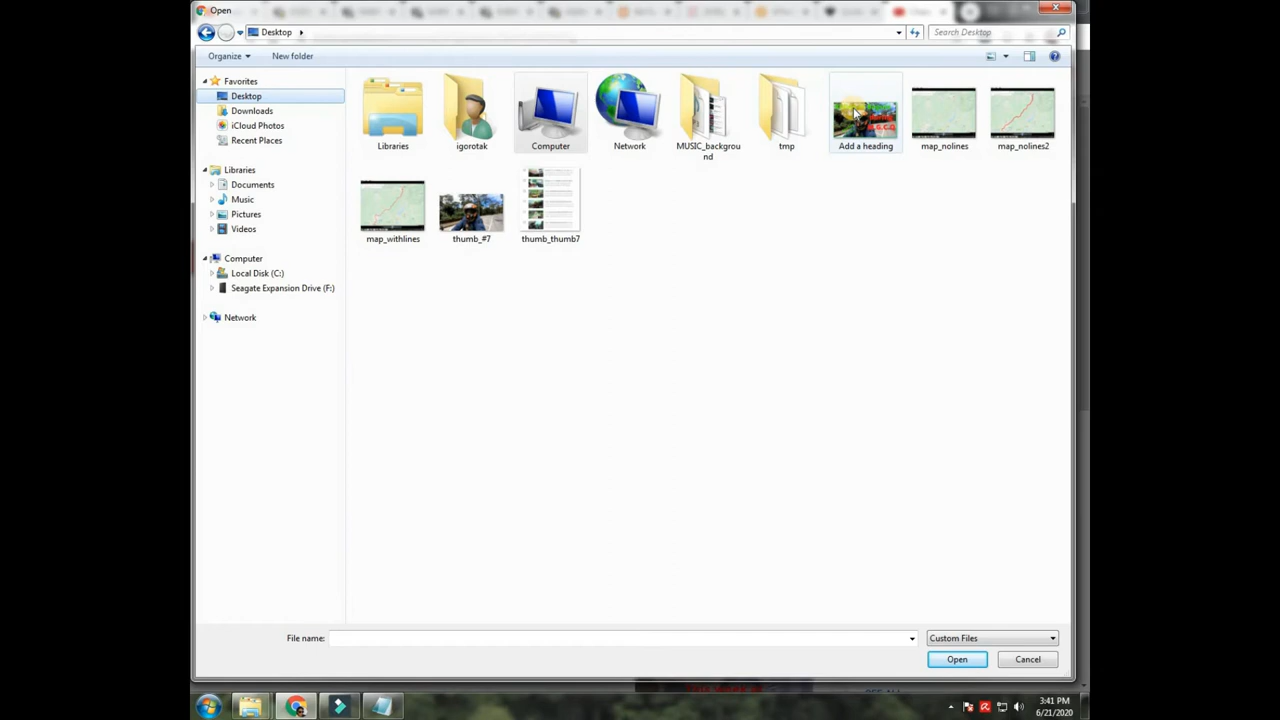 Open
Desktop
Search Desktop
Organize
New folder
Favorites
Desktop
Downloads
iCloud Photos
Recent Places
Libraries
Documents
Music
Pictures
Videos
Computer
Local Disk (C:)
Seagate Expansion Drive (F:)
Network
Libraries
igorotak
Computer
Network
MUSIC_backgrou
nd
tmp
Add a heading
map_nolines
map_nolines2
map_withlines
thumb_#7
thumb_thumb7
File name:
Custom Files
Open
Cancel
3:41 PM
6/21/2020